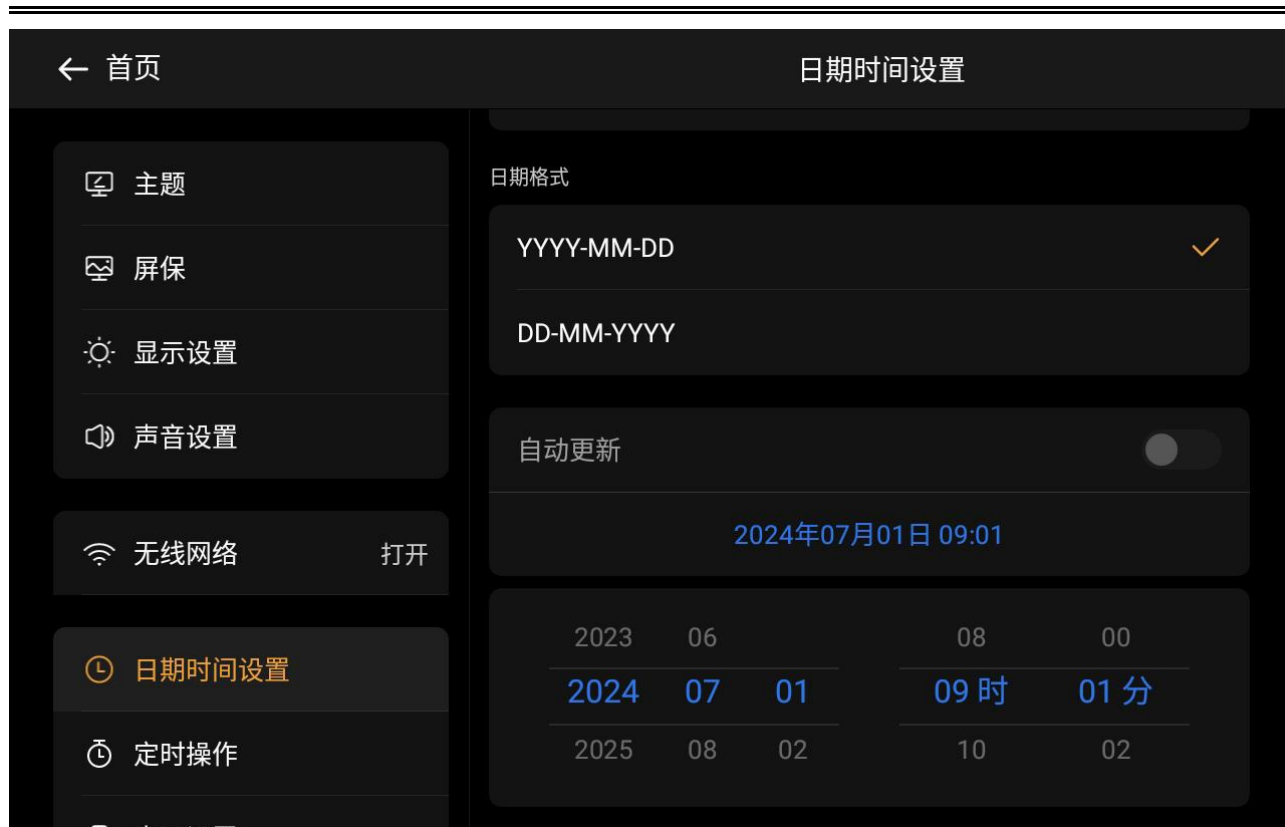 首页
日期时间设置
主题
屏保
显示设置
声音设置
无线网络 打开
日期时间设置
定时操作
日期格式
YYYY-MM-DD
DD-MM-YYYY
自动更新
2024年07月01日 09:01
2023 06 08 00
2024 07 01 09 时 01 分
2025 08 02 10 02